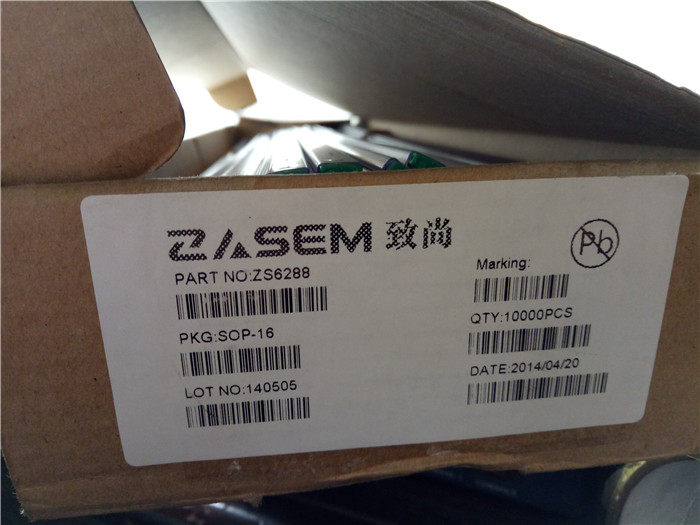 ZASEM 致尚
Pb
PART NO:ZS6288
Marking:
PKG:SOP-16
QTY:10000PCS
LOT NO:140505
DATE:2014/04/20